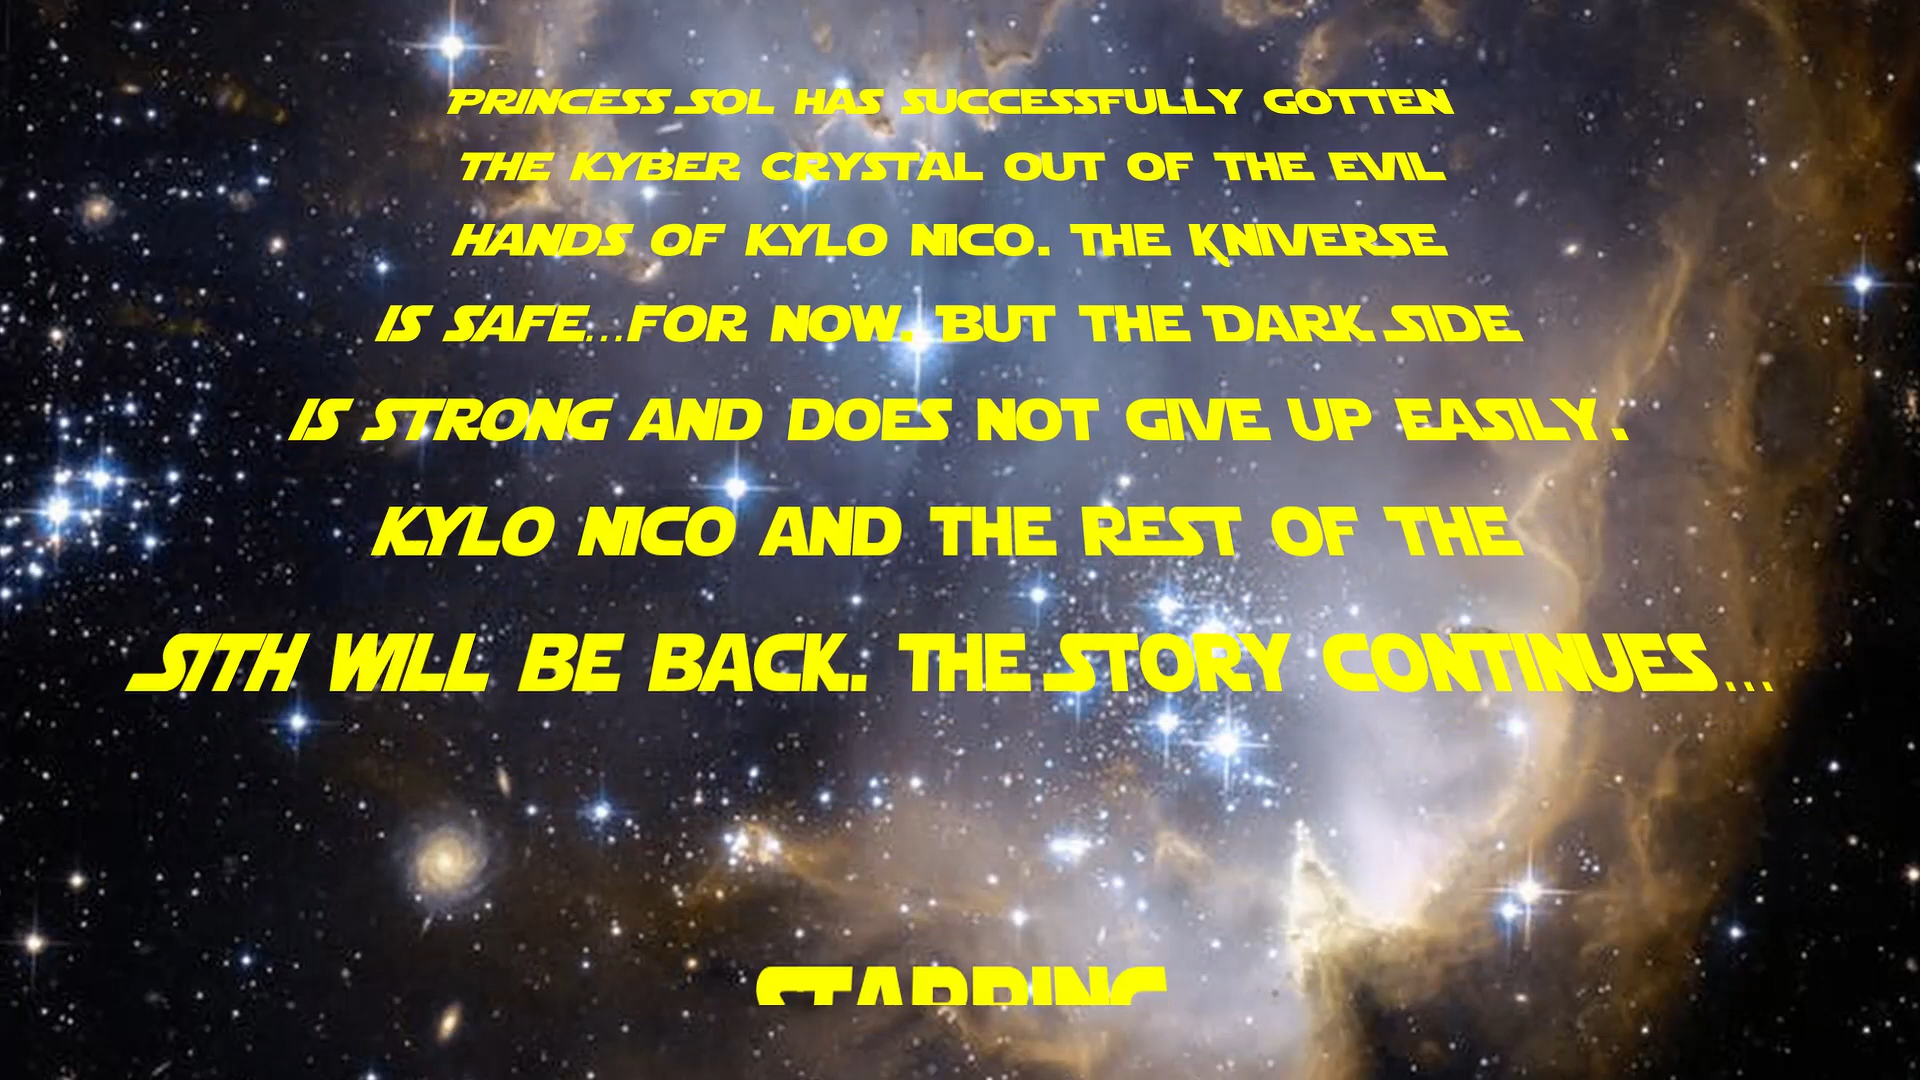 Princess Sol has successfully gotten
the Kyber crystal out of the evil
hands of Kylo Nico. The Kniverse
is safe...for now. But the Dark Side
is strong and does not give up easily.
Kylo Nico and the rest of the
Sith will be back. The Story Continues...
STARRING